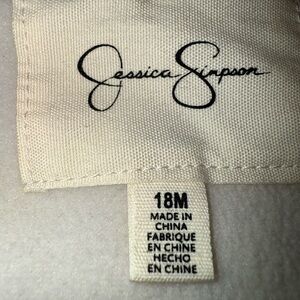 Jessica Simpson
18M
MADE IN
CHINA
FABRIQUE
EN CHINE
HECHO
EN CHINE